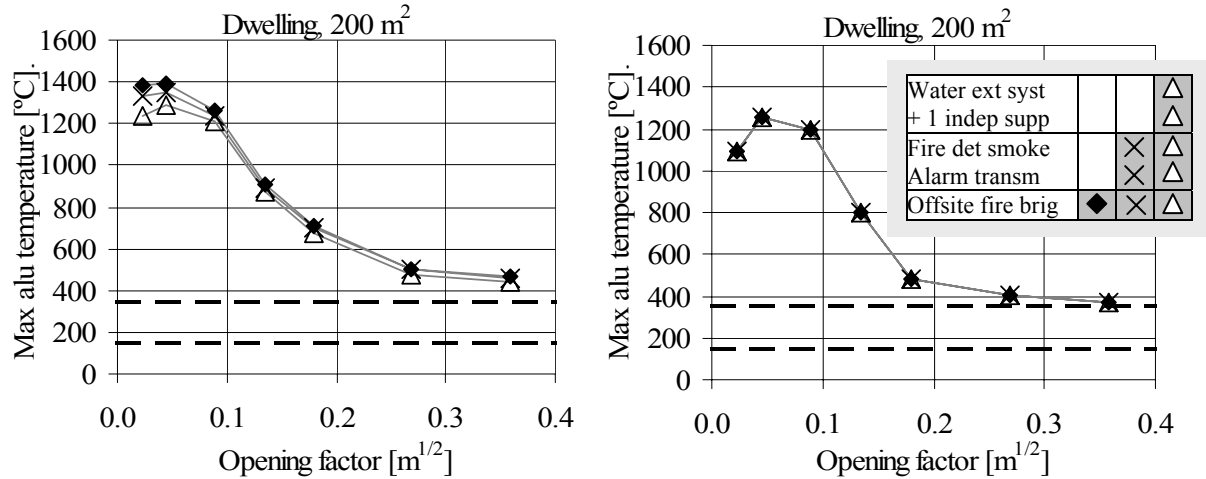 Dwelling, 200 m²
Max alu temperature [ºC].
1600
1400
1200
1000
800
600
400
200
0
0.0 0.1 0.2 0.3 0.4
Opening factor [m^1/2]
Dwelling, 200 m²
Max alu temperature [ºC].
1600
1400
1200
1000
800
600
400
200
0
0.0 0.1 0.2 0.3 0.4
Opening factor [m^1/2]
Water ext syst
+ 1 indep supp
Fire det smoke
Alarm transm
Offsite fire brig